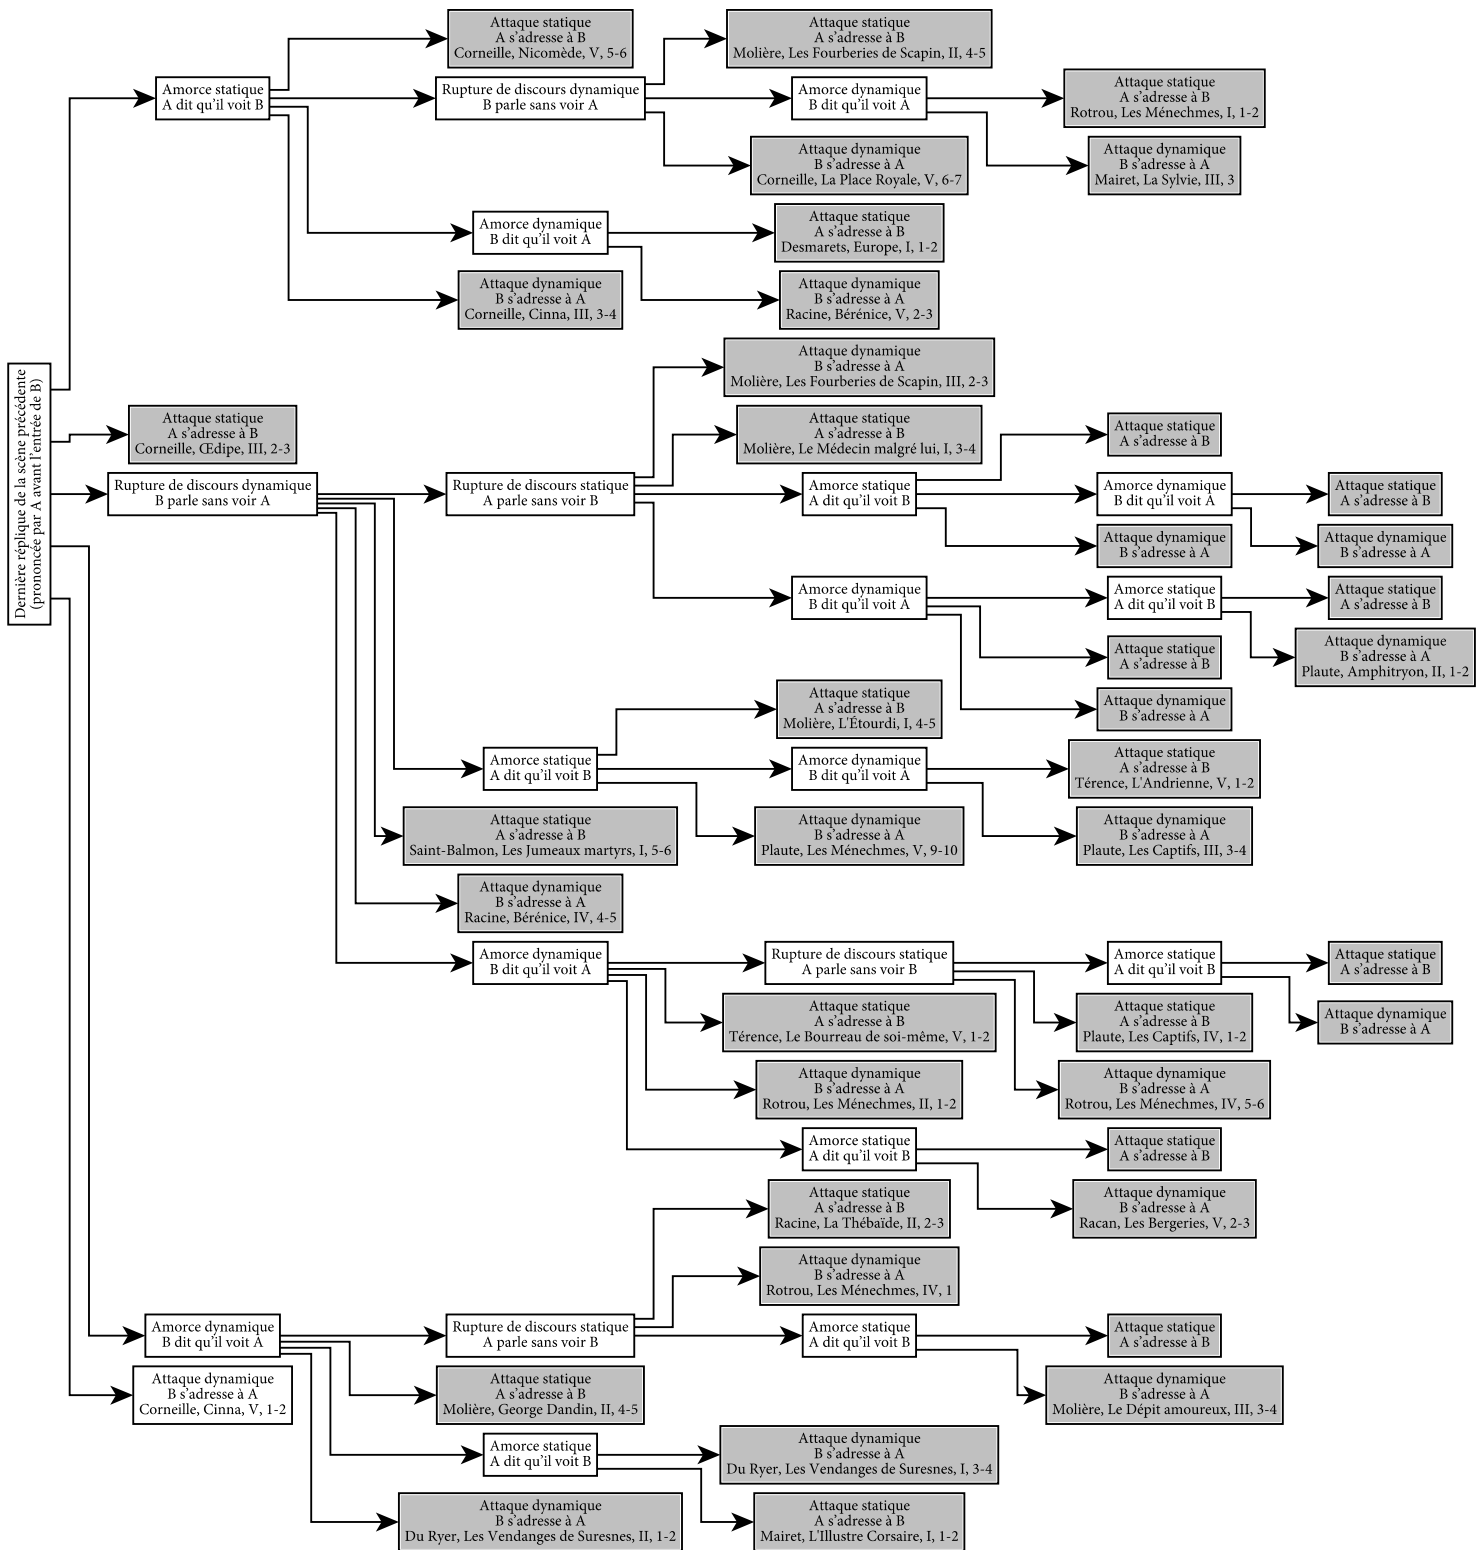 Attaque statique
A s'adresse à B
Corneille, Nicomède, V, 5-6
Attaque statique
A s'adresse à B
Molière, Les Fourberies de Scapin, II, 4-5
Amorce statique
A dit qu'il voit B
Rupture de discours dynamique
B parle sans voir A
Amorce dynamique
B dit qu'il voit A
Attaque statique
A s'adresse à B
Rotrou, Les Ménechmes, I, 1-2
Attaque dynamique
B s'adresse à A
Corneille, La Place Royale, V, 6-7
Attaque dynamique
B s'adresse à A
Mairet, La Sylvie, III, 3
Amorce dynamique
B dit qu'il voit A
Attaque statique
A s'adresse à B
Desmarets, Europe, I, 1-2
Attaque dynamique
B s'adresse à A
Corneille, Cinna, III, 3-4
Attaque dynamique
B s'adresse à A
Racine, Bérénice, V, 2-3
Dernière réplique de la scène précédente
(prononcée par A avant l'entrée de B)
Attaque dynamique
B s'adresse à A
Molière, Les Fourberies de Scapin, III, 2-3
Attaque statique
A s'adresse à B
Corneille, Œdipe, III, 2-3
Attaque statique
A s'adresse à B
Molière, Le Médecin malgré lui, I, 3-4
Attaque statique
A s'adresse à B
Rupture de discours dynamique
B parle sans voir A
Rupture de discours statique
A parle sans voir B
Amorce statique
A dit qu'il voit B
Amorce dynamique
B dit qu'il voit A
Attaque statique
A s'adresse à B
Attaque dynamique
B s'adresse à A
Attaque dynamique
B s'adresse à A
Amorce dynamique
B dit qu'il voit A
Amorce statique
A dit qu'il voit B
Attaque statique
A s'adresse à B
Attaque statique
A s'adresse à B
Attaque dynamique
B s'adresse à A
Plaute, Amphitryon, II, 1-2
Attaque statique
A s'adresse à B
Molière, L'Étourdi, I, 4-5
Attaque dynamique
B s'adresse à A
Amorce statique
A dit qu'il voit B
Amorce dynamique
B dit qu'il voit A
Attaque statique
A s'adresse à B
Térence, L'Andrienne, V, 1-2
Attaque statique
A s'adresse à B
Saint-Balmon, Les Jumeaux martyrs, I, 5-6
Attaque dynamique
B s'adresse à A
Plaute, Les Ménechmes, V, 9-10
Attaque dynamique
B s'adresse à A
Plaute, Les Captifs, III, 3-4
Attaque dynamique
B s'adresse à A
Racine, Bérénice, IV, 4-5
Amorce dynamique
B dit qu'il voit A
Rupture de discours statique
A parle sans voir B
Amorce statique
A dit qu'il voit B
Attaque statique
A s'adresse à B
Attaque statique
A s'adresse à B
Térence, Le Bourreau de soi-même, V, 1-2
Attaque statique
A s'adresse à B
Plaute, Les Captifs, IV, 1-2
Attaque dynamique
B s'adresse à A
Attaque dynamique
B s'adresse à A
Rotrou, Les Ménechmes, II, 1-2
Attaque dynamique
B s'adresse à A
Rotrou, Les Ménechmes, IV, 5-6
Amorce statique
A dit qu'il voit B
Attaque statique
A s'adresse à B
Attaque statique
A s'adresse à B
Racine, La Thébaïde, II, 2-3
Attaque dynamique
B s'adresse à A
Racan, Les Bergeries, V, 2-3
Attaque dynamique
B s'adresse à A
Rotrou, Les Ménechmes, IV, 1
Amorce dynamique
B dit qu'il voit A
Rupture de discours statique
A parle sans voir B
Amorce statique
A dit qu'il voit B
Attaque statique
A s'adresse à B
Attaque dynamique
B s'adresse à A
Corneille, Cinna, V, 1-2
Attaque statique
A s'adresse à B
Molière, George Dandin, II, 4-5
Attaque dynamique
B s'adresse à A
Molière, Le Dépit amoureux, III, 3-4
Amorce statique
A dit qu'il voit B
Attaque dynamique
B s'adresse à A
Du Ryer, Les Vendanges de Suresnes, I, 3-4
Attaque dynamique
B s'adresse à A
Du Ryer, Les Vendanges de Suresnes, II, 1-2
Attaque statique
A s'adresse à B
Mairet, L'Illustre Corsaire, I, 1-2